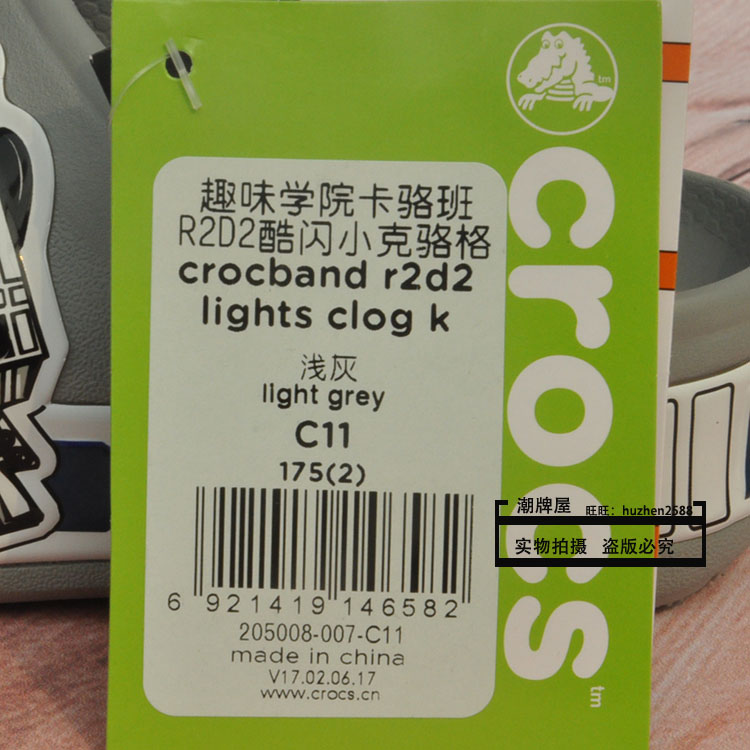 趣味学院卡骆班
R2D2酷闪小克骆格
crocband r2d2
lights clog k
浅灰
light grey
C11
175(2)
6 921419 146582
205008-007-C11
made in china
V17.02.06.17
www.crocs.cn
tm
crocs
tm
潮牌屋 旺旺：huzhen2588
实物拍摄 盗版必究